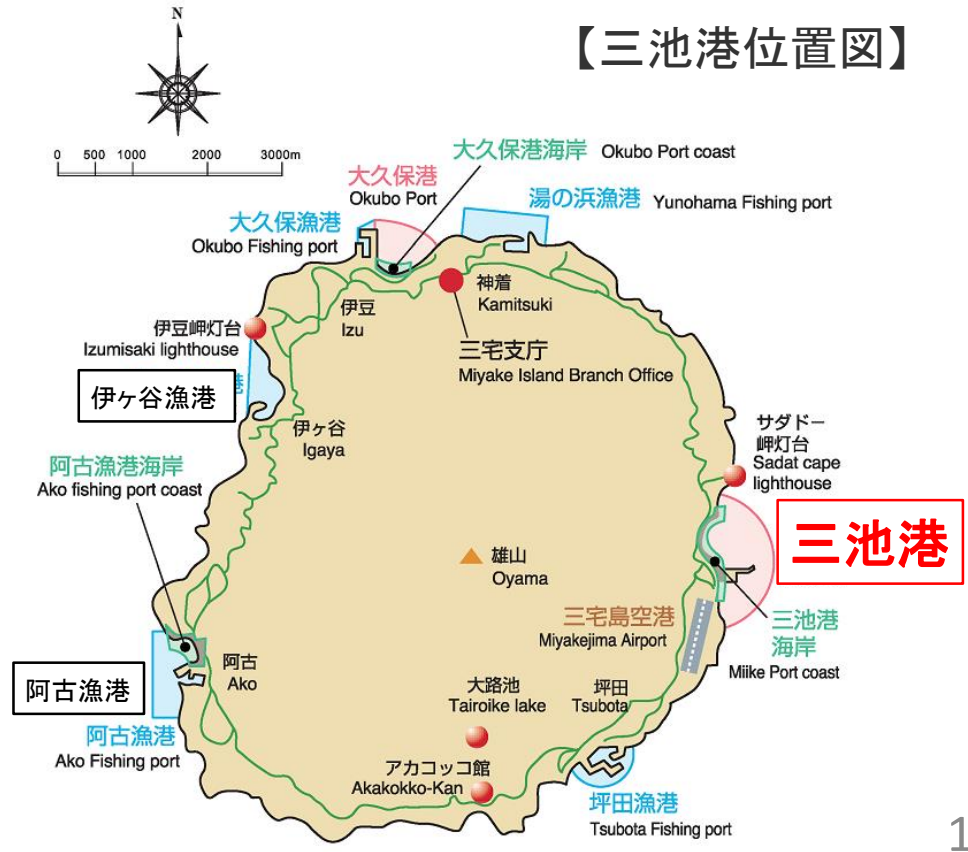 N
【三池港位置図】
0 500 1000 2000 3000m
大久保港海岸 Okubo Port coast
大久保港
Okubo Port
湯の浜漁港 Yunohama Fishing port
大久保漁港
Okubo Fishing port
神着
Kamitsuki
伊豆
Izu
伊豆岬灯台
Izumisaki lighthouse
三宅支庁
Miyake Island Branch Office
港
伊ヶ谷漁港
伊ヶ谷
Igaya
サダドー
岬灯台
Sadat cape
lighthouse
阿古漁港海岸
Ako fishing port coast
三池港
雄山
Oyama
三宅島空港
Miyakejima Airport
三池港
海岸
Miike Port coast
阿古
Ako
阿古漁港
大路池
Tairoike lake
坪田
Tsubota
阿古漁港
Ako Fishing port
アカコッコ館
Akakokko-Kan
坪田漁港
Tsubota Fishing port
1